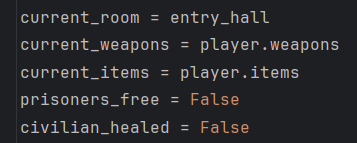 current_room = entry_hall
current_weapons = player.weapons
current_items = player.items
prisoners_free = False
civilian_healed = False